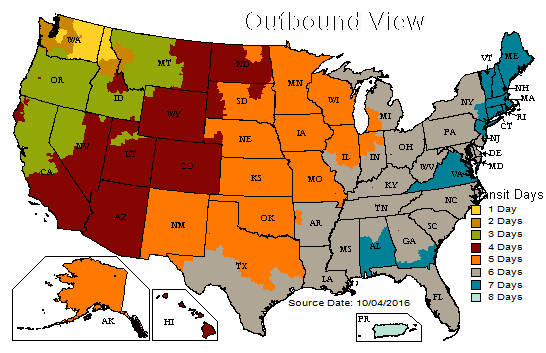 Outbound View
WA
MT
ND
MN
VT
ME
OR
ID
SD
WI
MI
NY
NH
MA
RI
CT
WY
NE
IA
IL
IN
OH
PA
NJ
DE
MD
NV
UT
CO
KS
MO
WV
VA
KY
CA
AZ
NM
OK
AR
TN
NC
SC
MS
AL
GA
TX
LA
FL
AK
HI
PR
ansit Days
1 Day
2 Days
3 Days
4 Days
5 Days
6 Days
7 Days
8 Days
Source Date: 10/04/2016